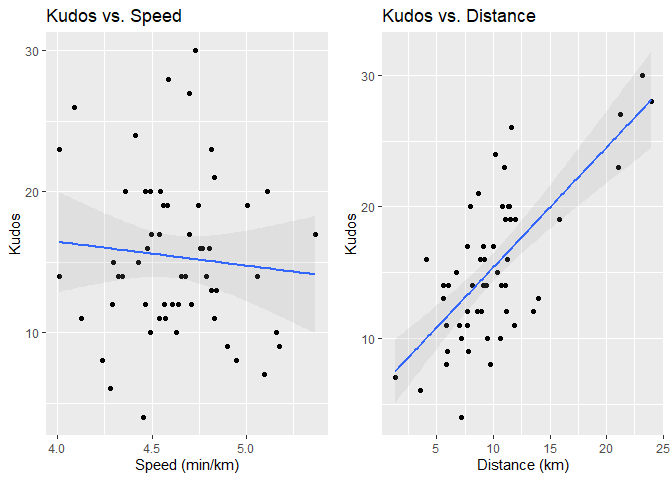 Kudos vs. Speed
Kudos
30
20
10
4.0 4.5 5.0
Speed (min/km)
Kudos vs. Distance
Kudos
30
20
10
5 10 15 20 25
Distance (km)